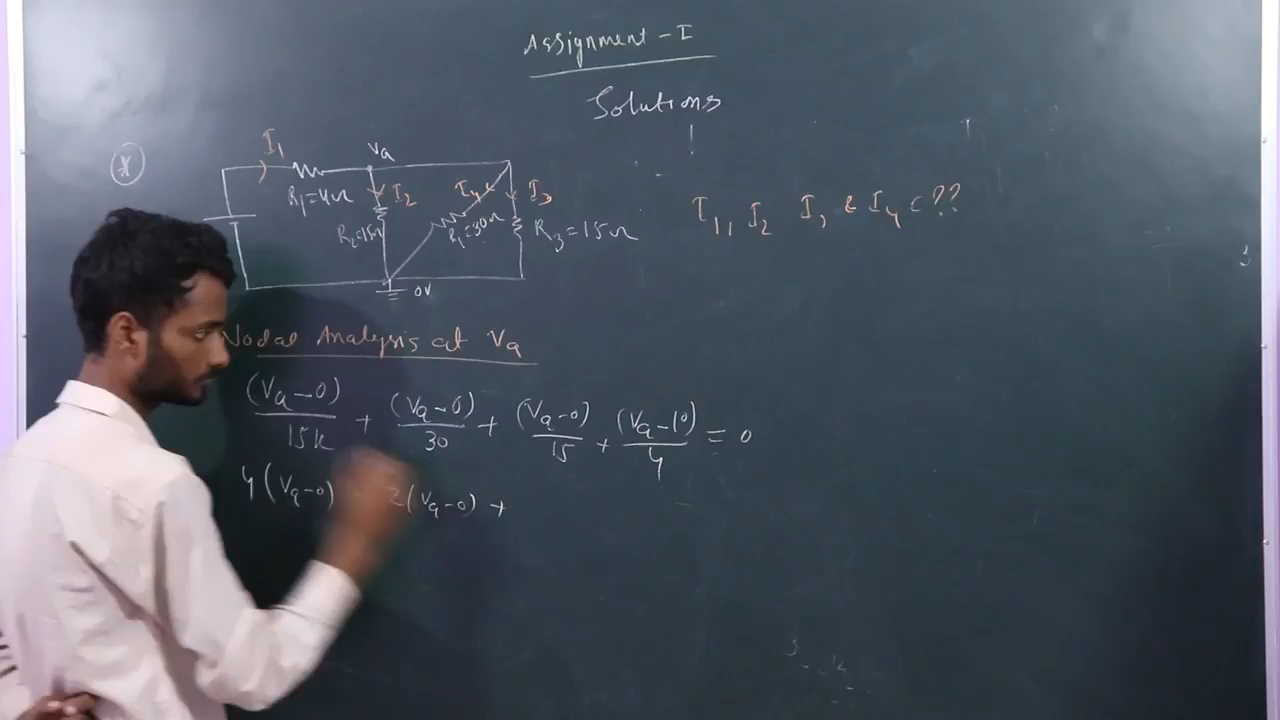 Assignment - I
Solutions
I1
Va
R1=4Ω
I2
I4
I3
R2=15Ω
R4=30Ω
R3=15Ω
0V
I1, I2 I3 & I4 = ??
Nodal Analysis at Va
(Va-0)/15k + (Va-0)/30 + (Va-0)/15 + (Va-10)/4 = 0
4(Va-0) 2(Va-0) +